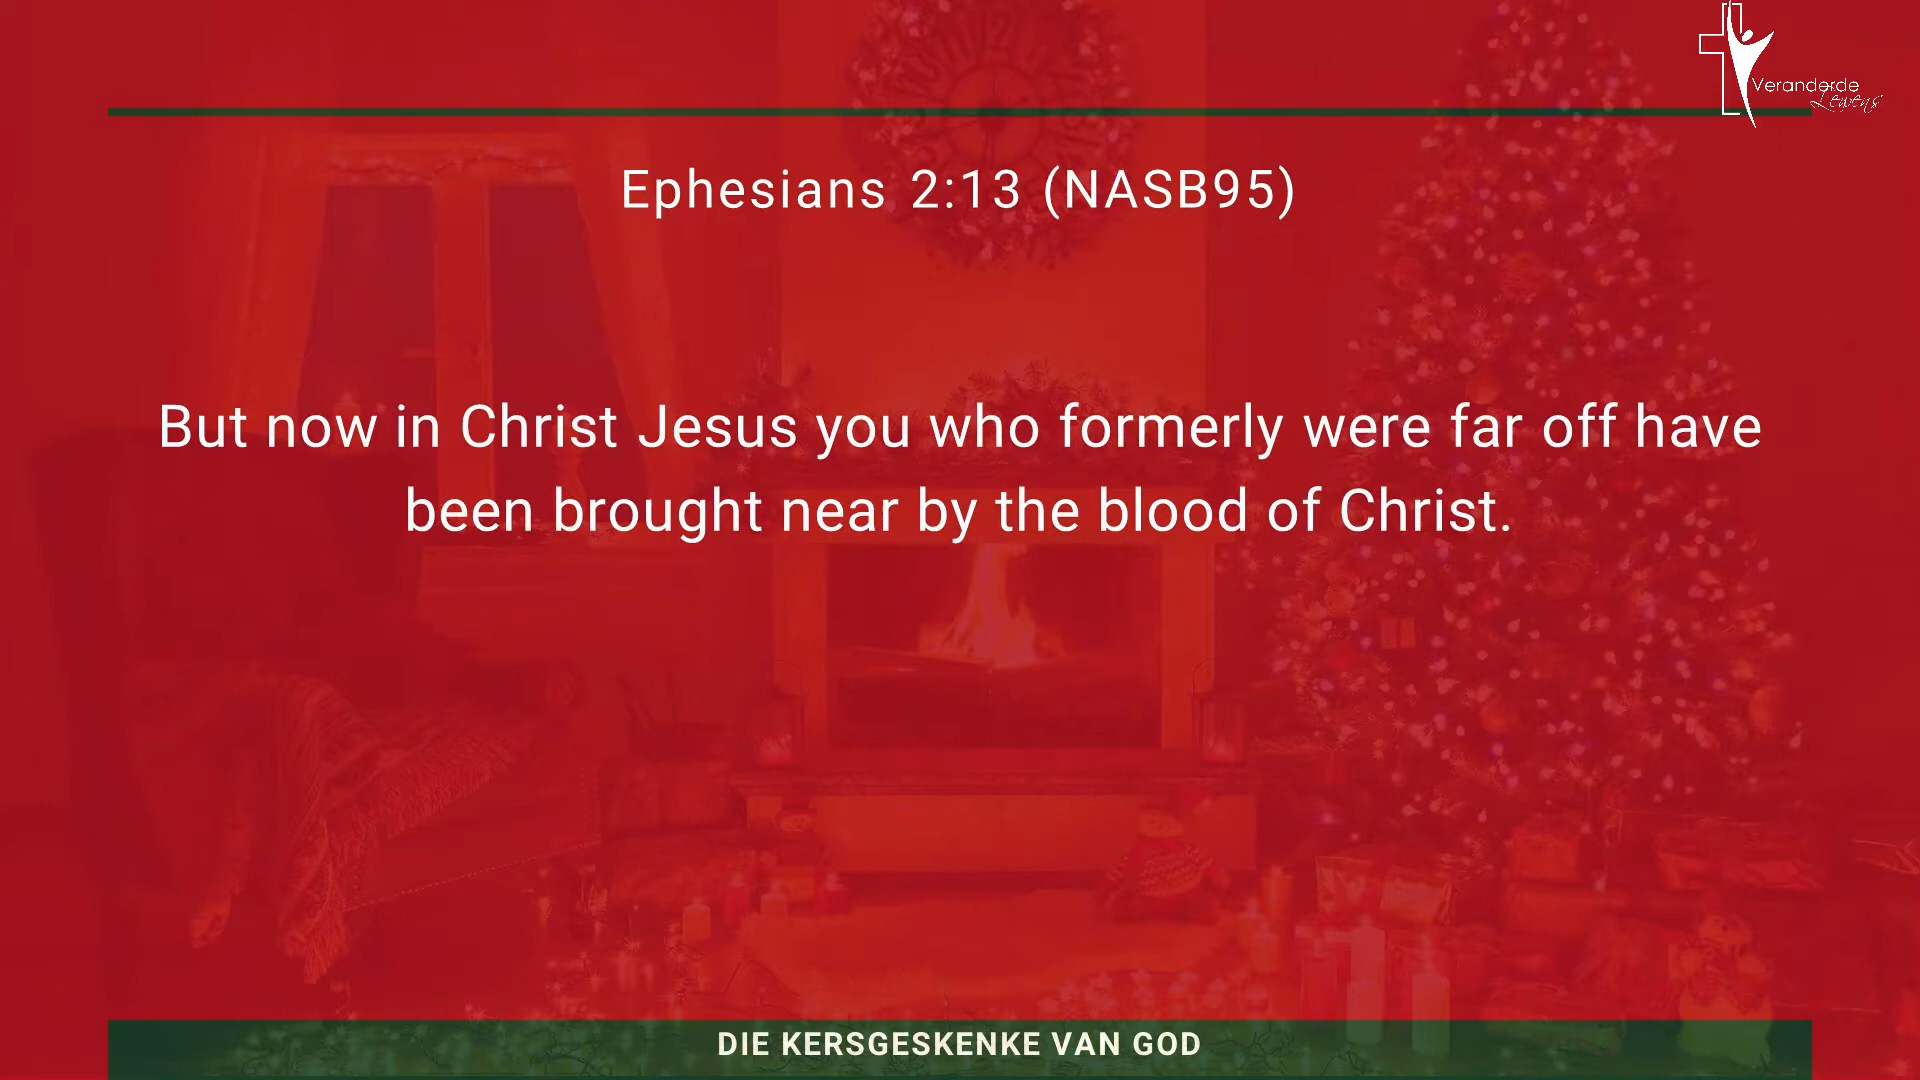 Veranderde
Lewens
Ephesians 2:13 (NASB95)
But now in Christ Jesus you who formerly were far off have
been brought near by the blood of Christ.
DIE KERSGESKENKE VAN GOD